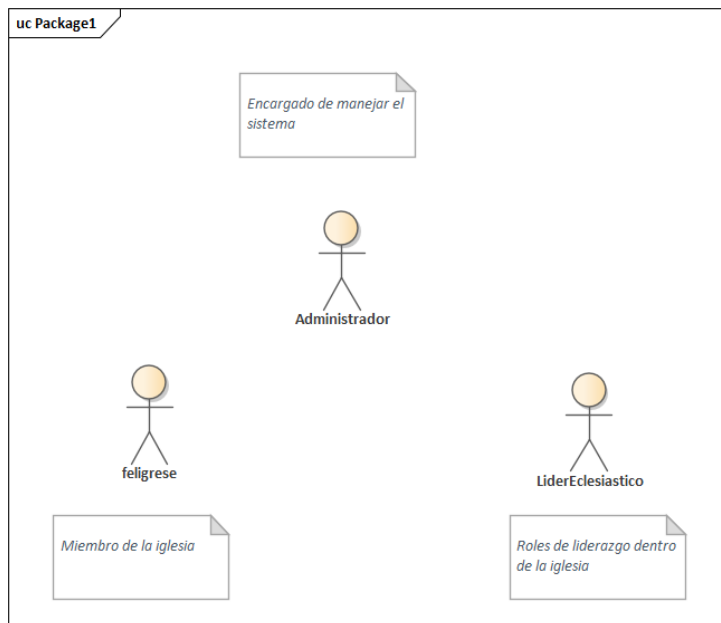 uc Package1
Encargado de manejar el
sistema
Administrador
feligrese
LiderEclesiastico
Miembro de la iglesia
Roles de liderazgo dentro
de la iglesia